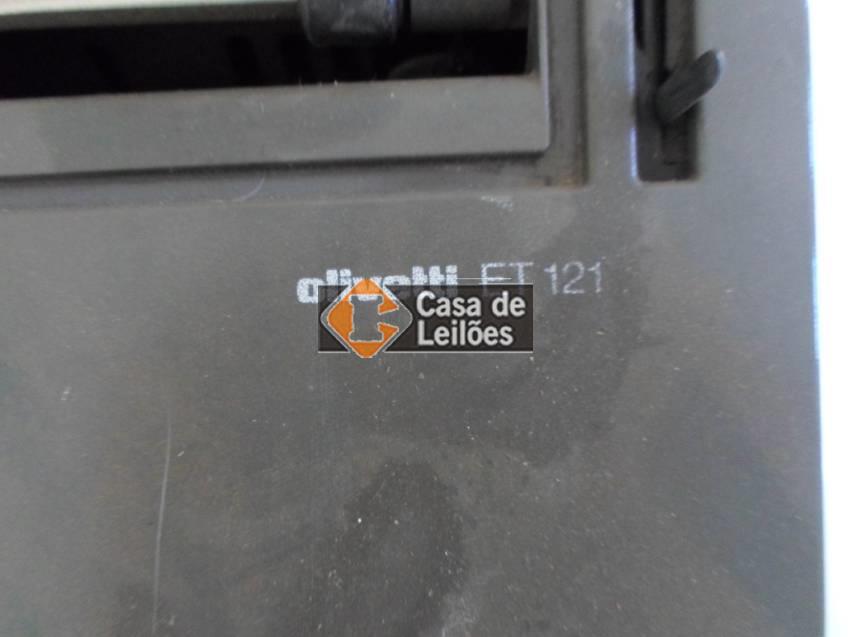 olivetti ET 121
Casa de
Leilões